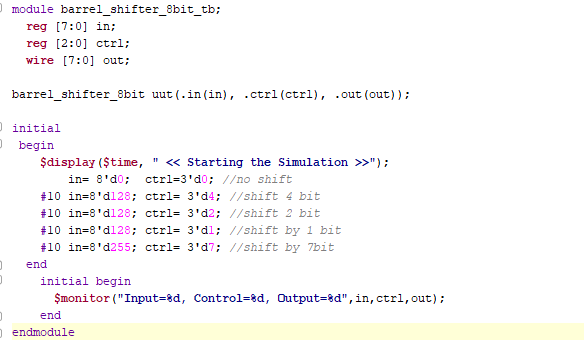 module barrel_shifter_8bit_tb;
reg [7:0] in;
reg [2:0] ctrl;
wire [7:0] out;
barrel_shifter_8bit uut(.in(in), .ctrl(ctrl), .out(out));
initial
begin
$display($time, " << Starting the Simulation >>");
in= 8'd0; ctrl=3'd0; //no shift
#10 in=8'd128; ctrl= 3'd4; //shift 4 bit
#10 in=8'd128; ctrl= 3'd2; //shift 2 bit
#10 in=8'd128; ctrl= 3'd1; //shift by 1 bit
#10 in=8'd255; ctrl= 3'd7; //shift by 7bit
end
initial begin
$monitor("Input=%d, Control=%d, Output=%d",in,ctrl,out);
end
endmodule